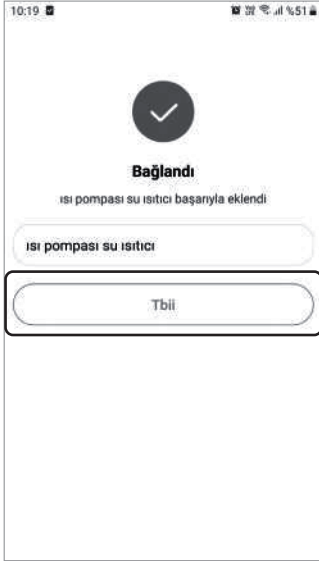 10:19 %51
Bağlandı
ısı pompası su ısıtıcı başarıyla eklendi
ısı pompası su ısıtıcı
Tbii